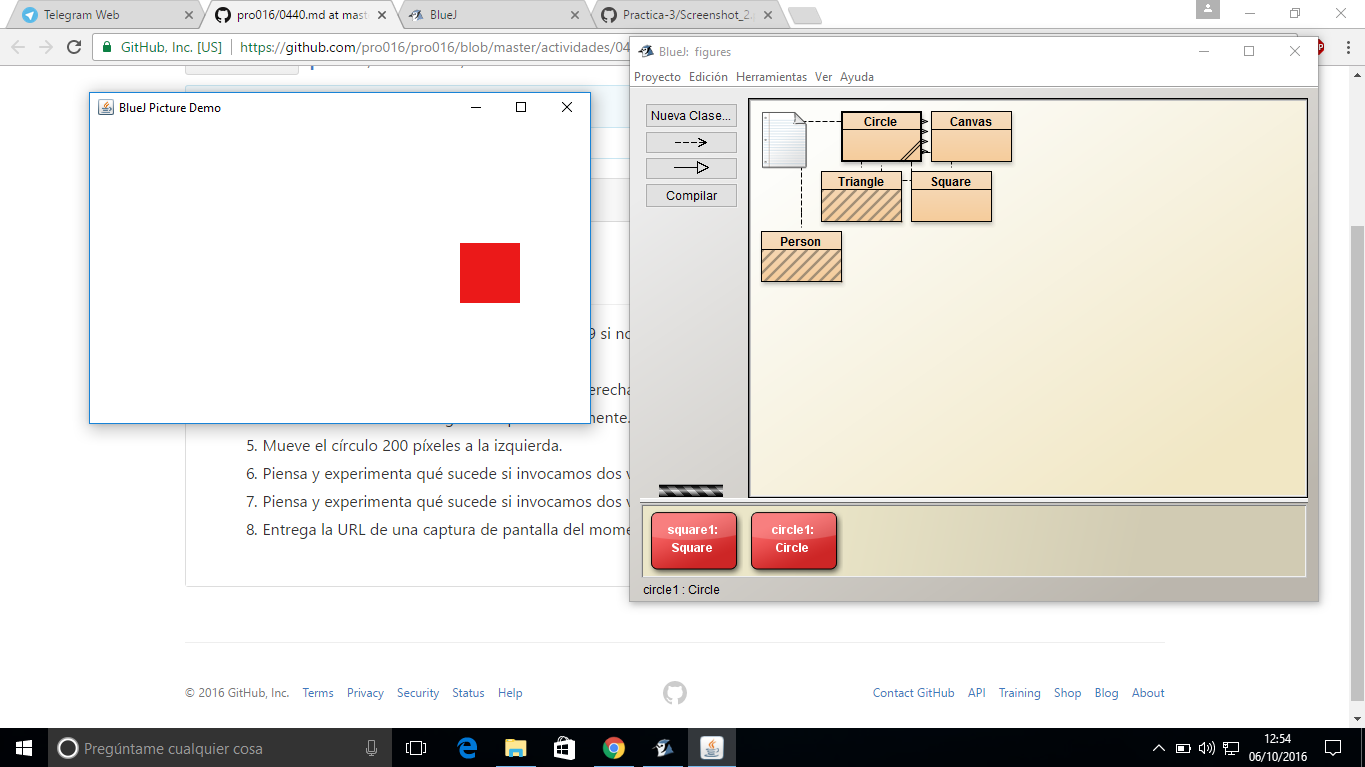 Telegram Web
pro016/0440.md at mast
BlueJ
Practica-3/Screenshot_2.
GitHub, Inc. [US]
https://github.com/pro016/pro016/blob/master/actividades/04
BlueJ: figures
Proyecto Edición Herramientas Ver Ayuda
BlueJ Picture Demo
Nueva Clase...
Compilar
Circle
Canvas
Triangle
Square
Person
9 si no
erecha
mente.
5. Mueve el círculo 200 píxeles a la izquierda.
6. Piensa y experimenta qué sucede si invocamos dos v
7. Piensa y experimenta qué sucede si invocamos dos v
8. Entrega la URL de una captura de pantalla del mome
square1:
Square
circle1:
Circle
circle1 : Circle
© 2016 GitHub, Inc. Terms Privacy Security Status Help
Contact GitHub API Training Shop Blog About
Pregúntame cualquier cosa
12:54
06/10/2016